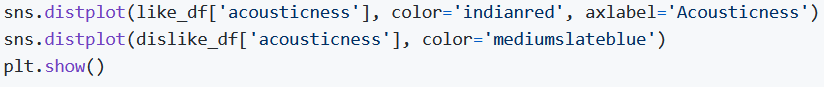 sns.distplot(like_df['acousticness'], color='indianred', axlabel='Acousticness')
sns.distplot(dislike_df['acousticness'], color='mediumslateblue')
plt.show()